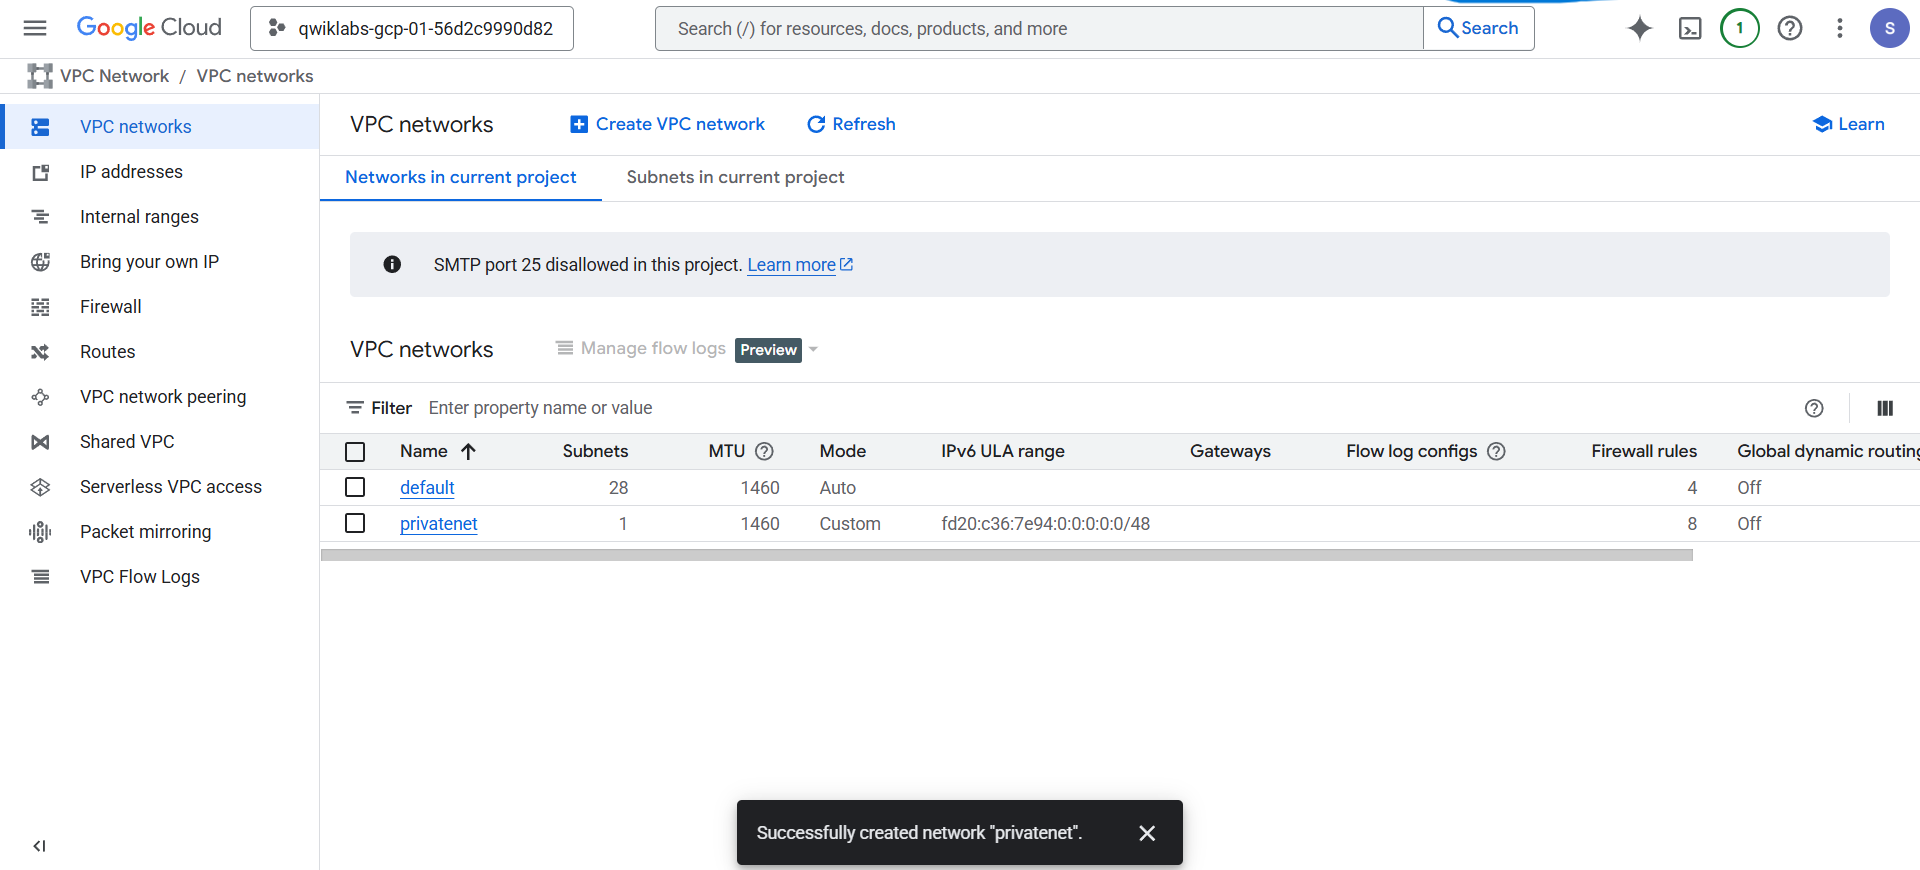 Google Cloud
qwiklabs-gcp-01-56d2c9990d82
Search (/) for resources, docs, products, and more
Search
1
S
VPC Network / VPC networks
VPC networks
IP addresses
Internal ranges
Bring your own IP
Firewall
Routes
VPC network peering
Shared VPC
Serverless VPC access
Packet mirroring
VPC Flow Logs
VPC networks
Create VPC network
Refresh
Learn
Networks in current project
Subnets in current project
SMTP port 25 disallowed in this project. Learn more
VPC networks
Manage flow logs
Preview
Filter Enter property name or value
Name Subnets MTU Mode IPv6 ULA range Gateways Flow log configs Firewall rules Global dynamic routing
default 28 1460 Auto 4 Off
privatenet 1 1460 Custom fd20:c36:7e94:0:0:0:0:0/48 8 Off
Successfully created network "privatenet".